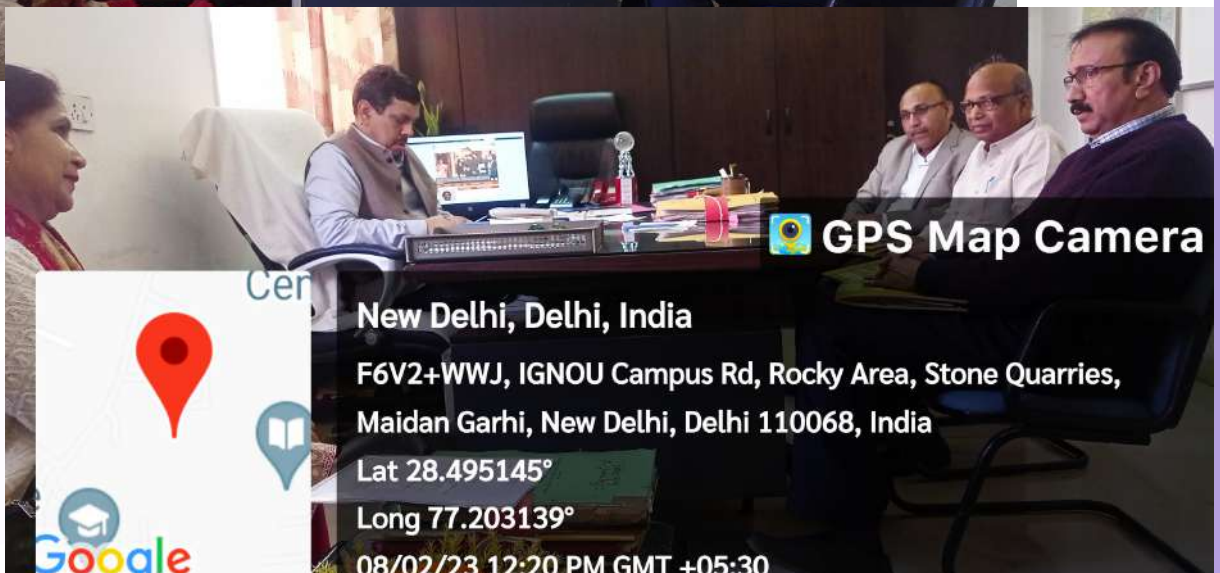 GPS Map Camera
Cen
New Delhi, Delhi, India
F6V2+WWJ, IGNOU Campus Rd, Rocky Area, Stone Quarries,
Maidan Garhi, New Delhi, Delhi 110068, India
Lat 28.495145°
Long 77.203139°
08/02/23 12:20 PM GMT +05:30
Google